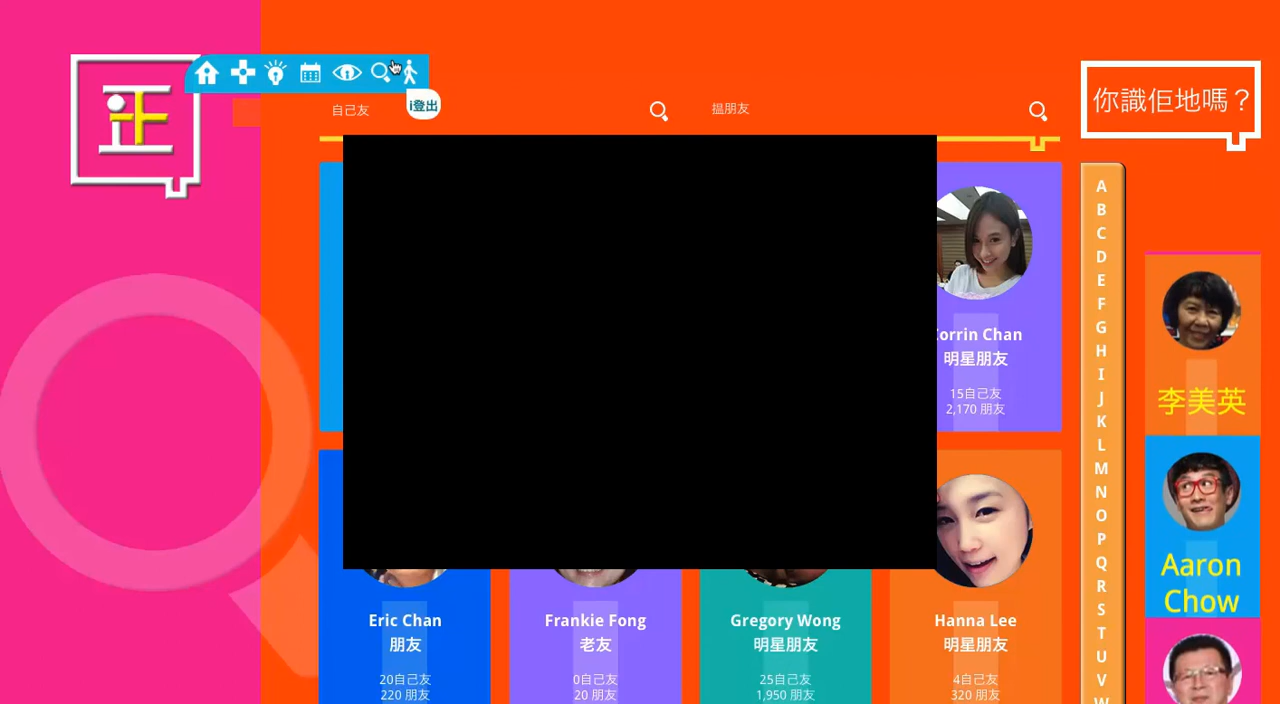 正
i登出
自己友
搵朋友
你識佢地嗎？
Corrin Chan
明星朋友
15自己友
2,170 朋友
Eric Chan
朋友
20自己友
220 朋友
Frankie Fong
老友
0自己友
20 朋友
Gregory Wong
明星朋友
25自己友
1,950 朋友
Hanna Lee
明星朋友
4自己友
320 朋友
A
B
C
D
E
F
G
H
I
J
K
L
M
N
O
P
Q
R
S
T
U
V
W
李美英
Aaron
Chow